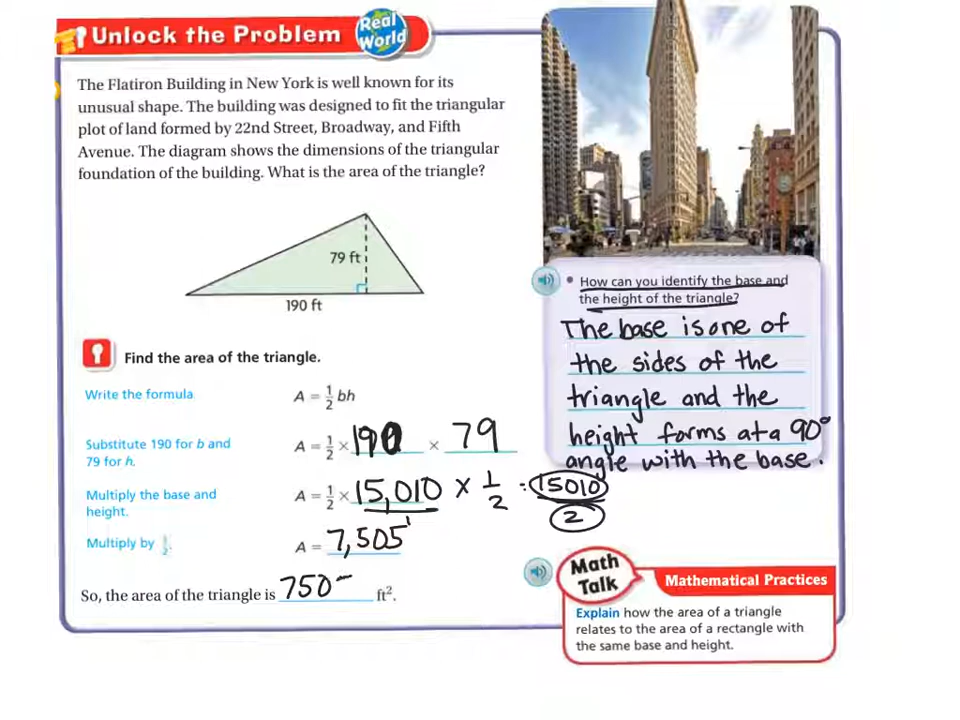 Unlock the Problem
Real World
The Flatiron Building in New York is well known for its
unusual shape. The building was designed to fit the triangular
plot of land formed by 22nd Street, Broadway, and Fifth
Avenue. The diagram shows the dimensions of the triangular
foundation of the building. What is the area of the triangle?
79 ft
190 ft
• How can you identify the base and
the height of the triangle?
The base is one of
the sides of the
triangle and the
height forms at a 90°
angle with the base.
Find the area of the triangle.
Write the formula. A = 1/2 bh
Substitute 190 for b and
79 for h. A = 1/2 × 190 × 79
Multiply the base and
height. A = 1/2 × 15,010 × 1/2 = 15010/2
Multiply by 1/2. A = 7,505
So, the area of the triangle is 750 ft².
Math
Talk
Mathematical Practices
Explain how the area of a triangle
relates to the area of a rectangle with
the same base and height.